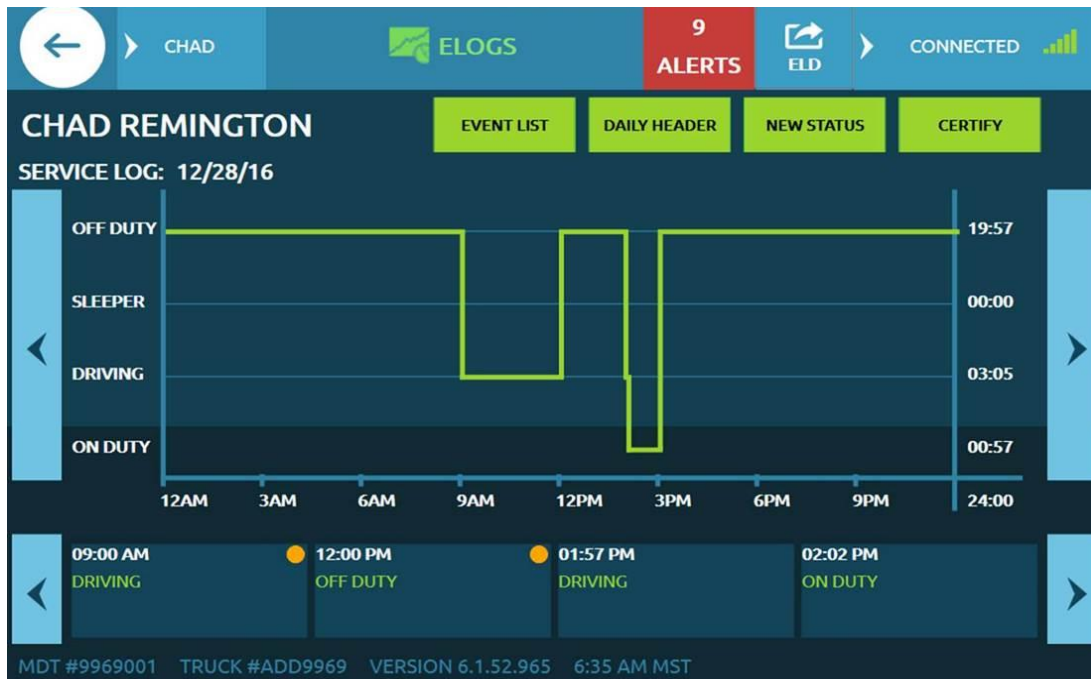 CHAD
ELOGS
9
ALERTS
ELD
CONNECTED
CHAD REMINGTON
EVENT LIST
DAILY HEADER
NEW STATUS
CERTIFY
SERVICE LOG: 12/28/16
OFF DUTY 19:57
SLEEPER 00:00
DRIVING 03:05
ON DUTY 00:57
12AM 3AM 6AM 9AM 12PM 3PM 6PM 9PM 24:00
09:00 AM
DRIVING
12:00 PM
OFF DUTY
01:57 PM
DRIVING
02:02 PM
ON DUTY
MDT #9969001 TRUCK #ADD9969 VERSION 6.1.52.965 6:35 AM MST